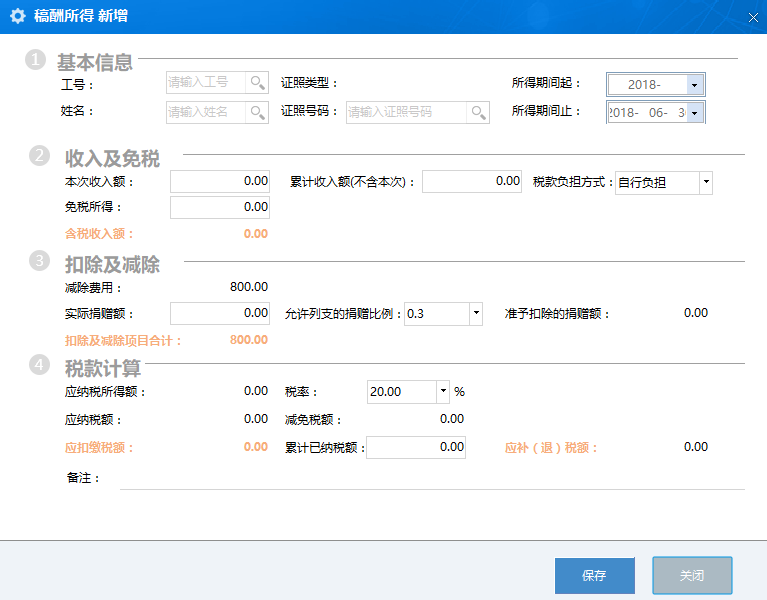 稿酬所得 新增
1 基本信息
工号： 请输入工号 证照类型： 所得期间起： 2018-
姓名： 请输入姓名 证照号码： 请输入证照号码 所得期间止： 2018- 06- 3
2 收入及免税
本次收入额： 0.00 累计收入额(不含本次)： 0.00 税款负担方式： 自行负担
免税所得： 0.00
含税收入额： 0.00
3 扣除及减除
减除费用： 800.00
实际捐赠额： 0.00 允许列支的捐赠比例： 0.3 准予扣除的捐赠额： 0.00
扣除及减除项目合计： 800.00
4 税款计算
应纳税所得额： 0.00 税率： 20.00 %
应纳税额： 0.00 减免税额： 0.00
应扣缴税额： 0.00 累计已纳税额： 0.00 应补（退）税额： 0.00
备注：
保存 关闭